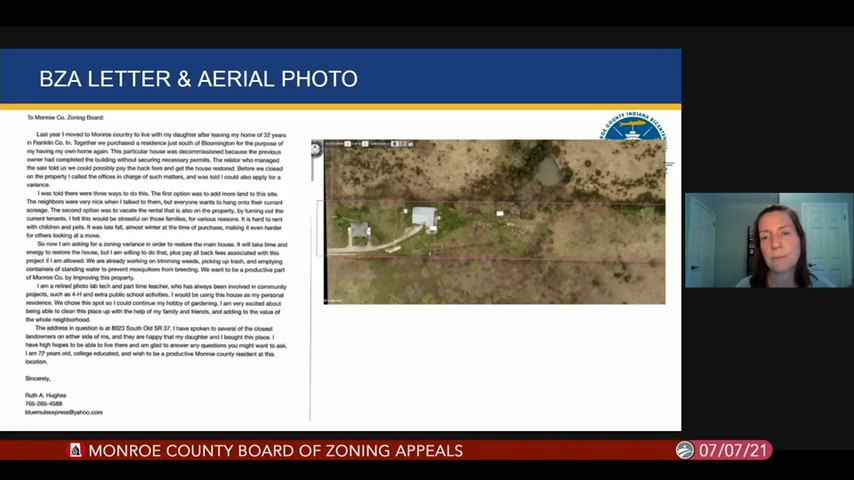 BZA LETTER & AERIAL PHOTO
To Monroe Co. Zoning Board:
Last year I moved to Monroe country to live with my daughter after leaving my home of 32 years
in Franklin Co. In. Together we purchased a residence just south of Bloomington for the purpose of
my having my own home again. This particular house was decommissioned because the previous
owner had completed the building without securing necessary permits. The relator who managed
the sale told us we could possibly pay the back fees and get the house restored. Before we closed
on the property I called the offices in charge of such matters, and was told I could also apply for a
variance.
I was told there were three ways to do this. The first option was to add more land to this site.
The neighbors were very nice when I talked to them, but everyone wants to hang onto their current
acreage. The second option was to vacate the rental that is also on the property, by turning out the
current tenants. I felt this would be stressful on those families, for various reasons. It is hard to rent
with children and pets. It was late fall, almost winter at the time of purchase, making it even harder
for others looking at a move.
So now I am asking for a zoning variance in order to restore the main house. It will take time and
energy to restore the house, but I am willing to do that, plus pay all back fees associated with this
project if I am allowed. We are already working on trimming weeds, picking up trash, and emptying
containers of standing water to prevent mosquitoes from breeding. We want to be a productive part
of Monroe Co. by improving this property.
I am a retired photo lab tech and part time teacher, who has always been involved in community
projects, such as 4-H and extra public school activities. I would be using this house as my personal
residence. We chose this spot so I could continue my hobby of gardening. I am very excited about
being able to clean this place up with the help of my family and friends, and adding to the value of
the whole neighborhood.
The address in question is at 8023 South Old SR 37. I have spoken to several of the closest
landowners on either side of me, and they are happy that my daughter and I bought this place. I
have high hopes to be able to live there and am glad to answer any questions you might want to ask.
I am 72 years old, college educated, and wish to be a productive Monroe county resident at this
location.
Sincerely,
Ruth A. Hughes
765-265-4588
bluemulexxpress@yahoo.com
MONROE COUNTY BOARD OF ZONING APPEALS
07/07/21